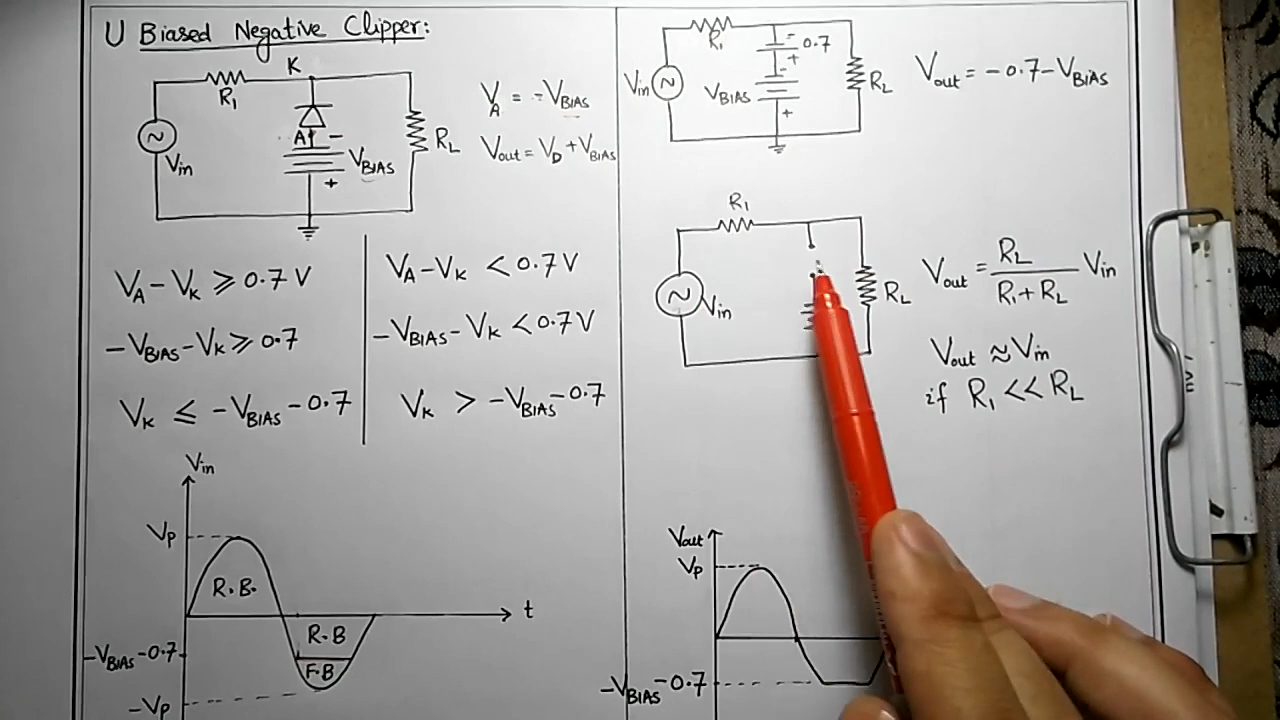 U Biased Negative Clipper:
K
R1
A
-
+
VBIAS
Vin
RL
VA = -VBIAS
Vout = VD + VBIAS
VA - VK ⩾ 0.7 V
-VBIAS - VK ⩾ 0.7
VK ≤ -VBIAS - 0.7
VA - VK < 0.7 V
-VBIAS - VK < 0.7 V
VK > -VBIAS - 0.7
Vin
VP
R.B.
R.B
F.B
t
-VBIAS - 0.7
-VP
R1
- 0.7
+
-
VBIAS
+
Vin
RL
Vout = -0.7 - VBIAS
R1
Vin
RL
Vout = RL / R1 + RL Vin
Vout ≈ Vin
if R1 << RL
Vout
VP
-VBIAS - 0.7